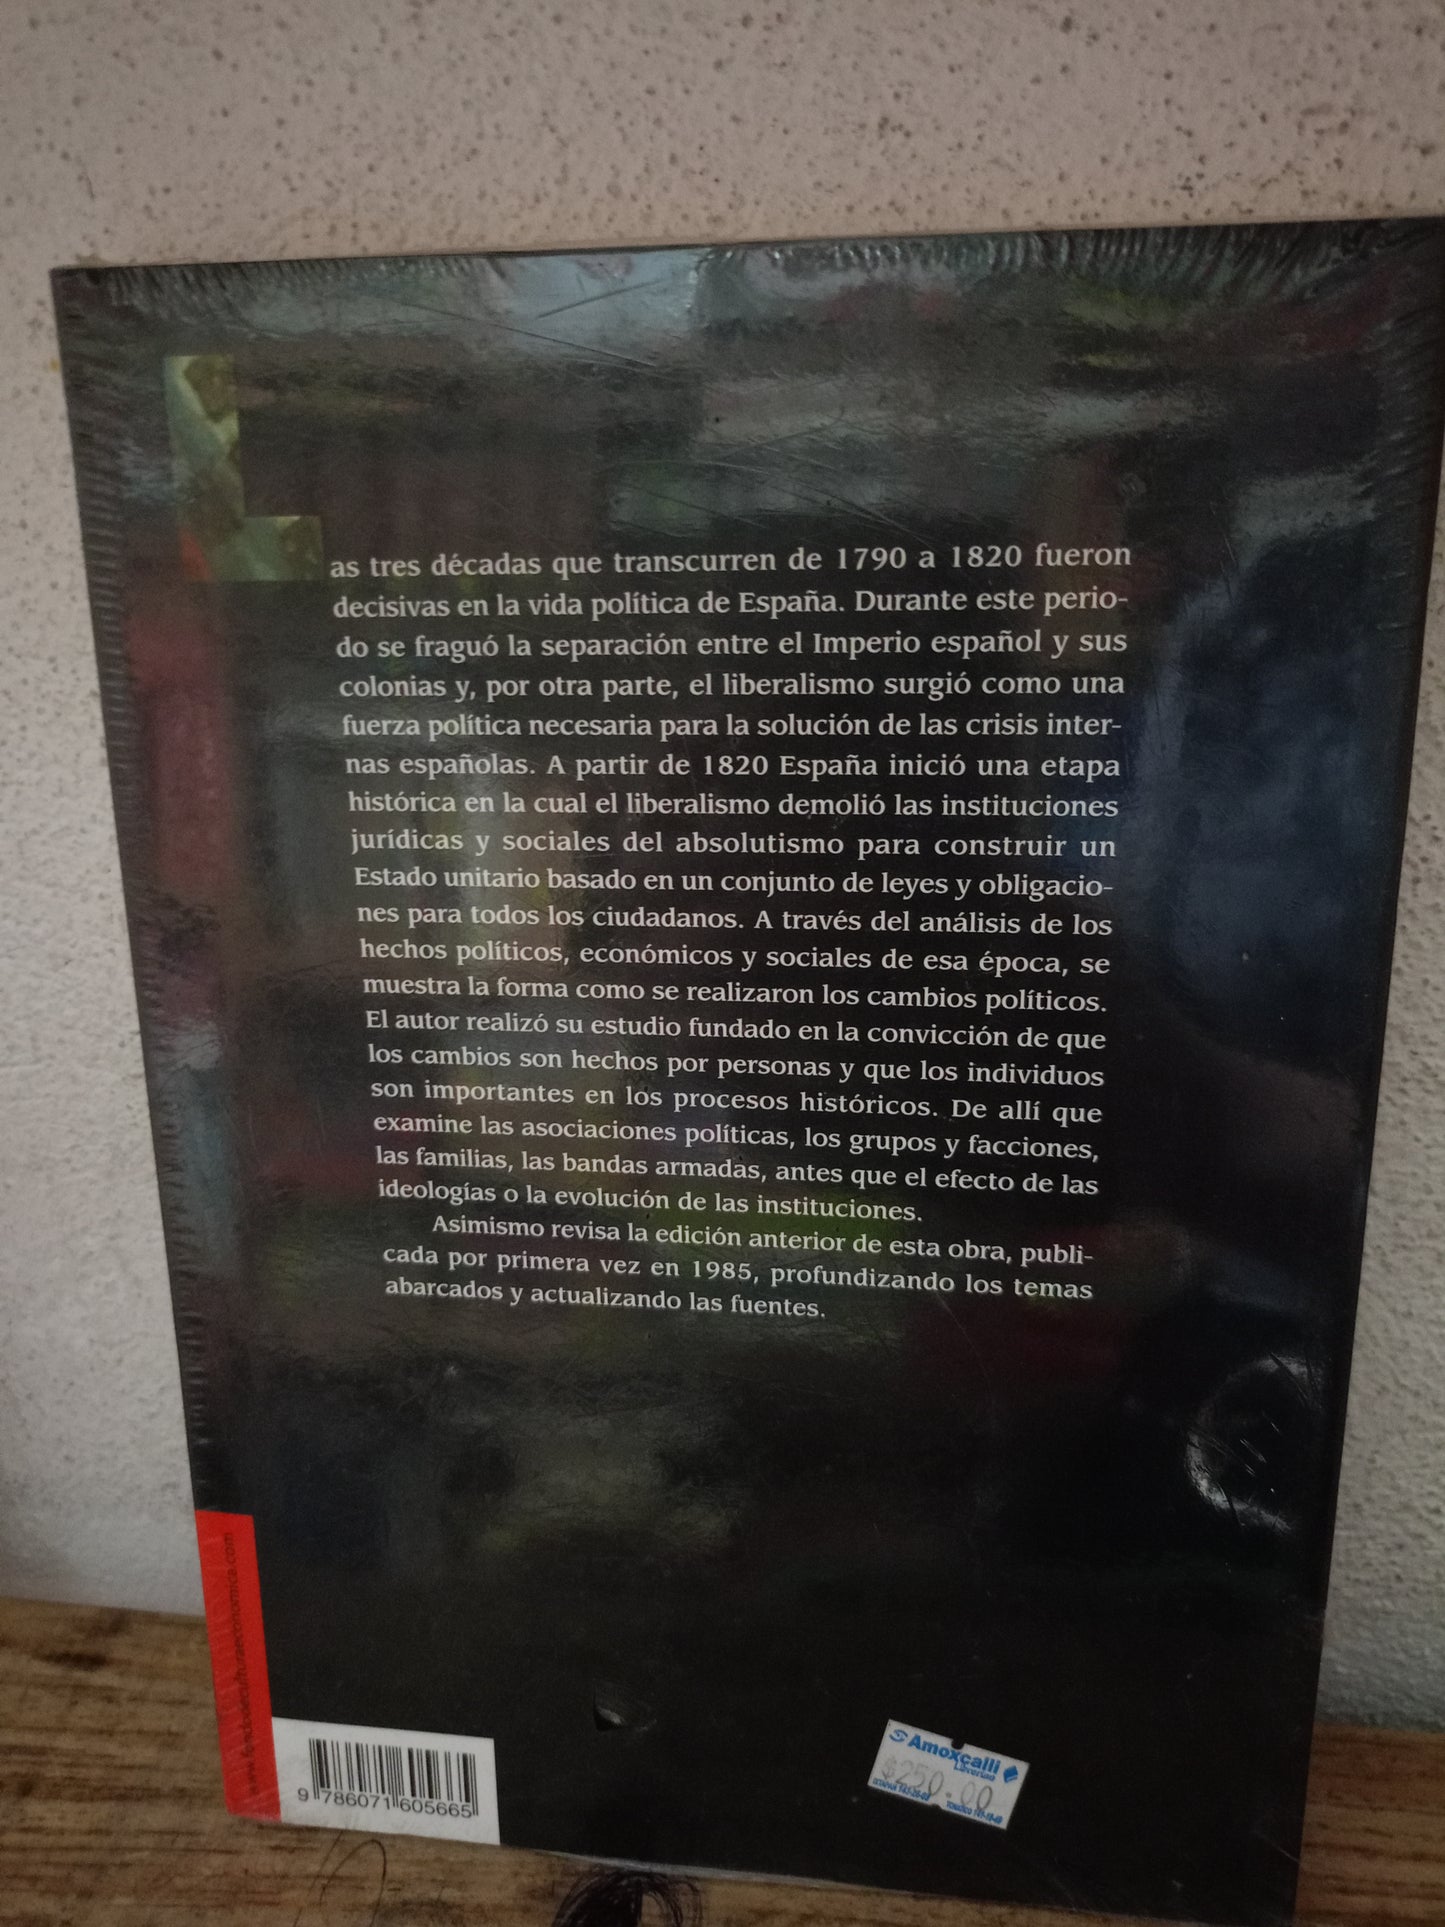 Las tres décadas que transcurren de 1790 a 1820 fueron
decisivas en la vida política de España. Durante este perio-
do se fraguó la separación entre el Imperio español y sus
colonias y, por otra parte, el liberalismo surgió como una
fuerza política necesaria para la solución de las crisis inter-
nas españolas. A partir de 1820 España inició una etapa
histórica en la cual el liberalismo demolió las instituciones
jurídicas y sociales del absolutismo para construir un
Estado unitario basado en un conjunto de leyes y obligacio-
nes para todos los ciudadanos. A través del análisis de los
hechos políticos, económicos y sociales de esa época, se
muestra la forma como se realizaron los cambios políticos.
El autor realizó su estudio fundado en la convicción de que
los cambios son hechos por personas y que los individuos
son importantes en los procesos históricos. De allí que
examine las asociaciones políticas, los grupos y facciones,
las familias, las bandas armadas, antes que el efecto de las
ideologías o la evolución de las instituciones.
Asimismo revisa la edición anterior de esta obra, publi-
cada por primera vez en 1985, profundizando los temas
abarcados y actualizando las fuentes.
www.fondodeculturaeconomica.com
9 786071 605665
Amoxcalli
Librerías
$250.00